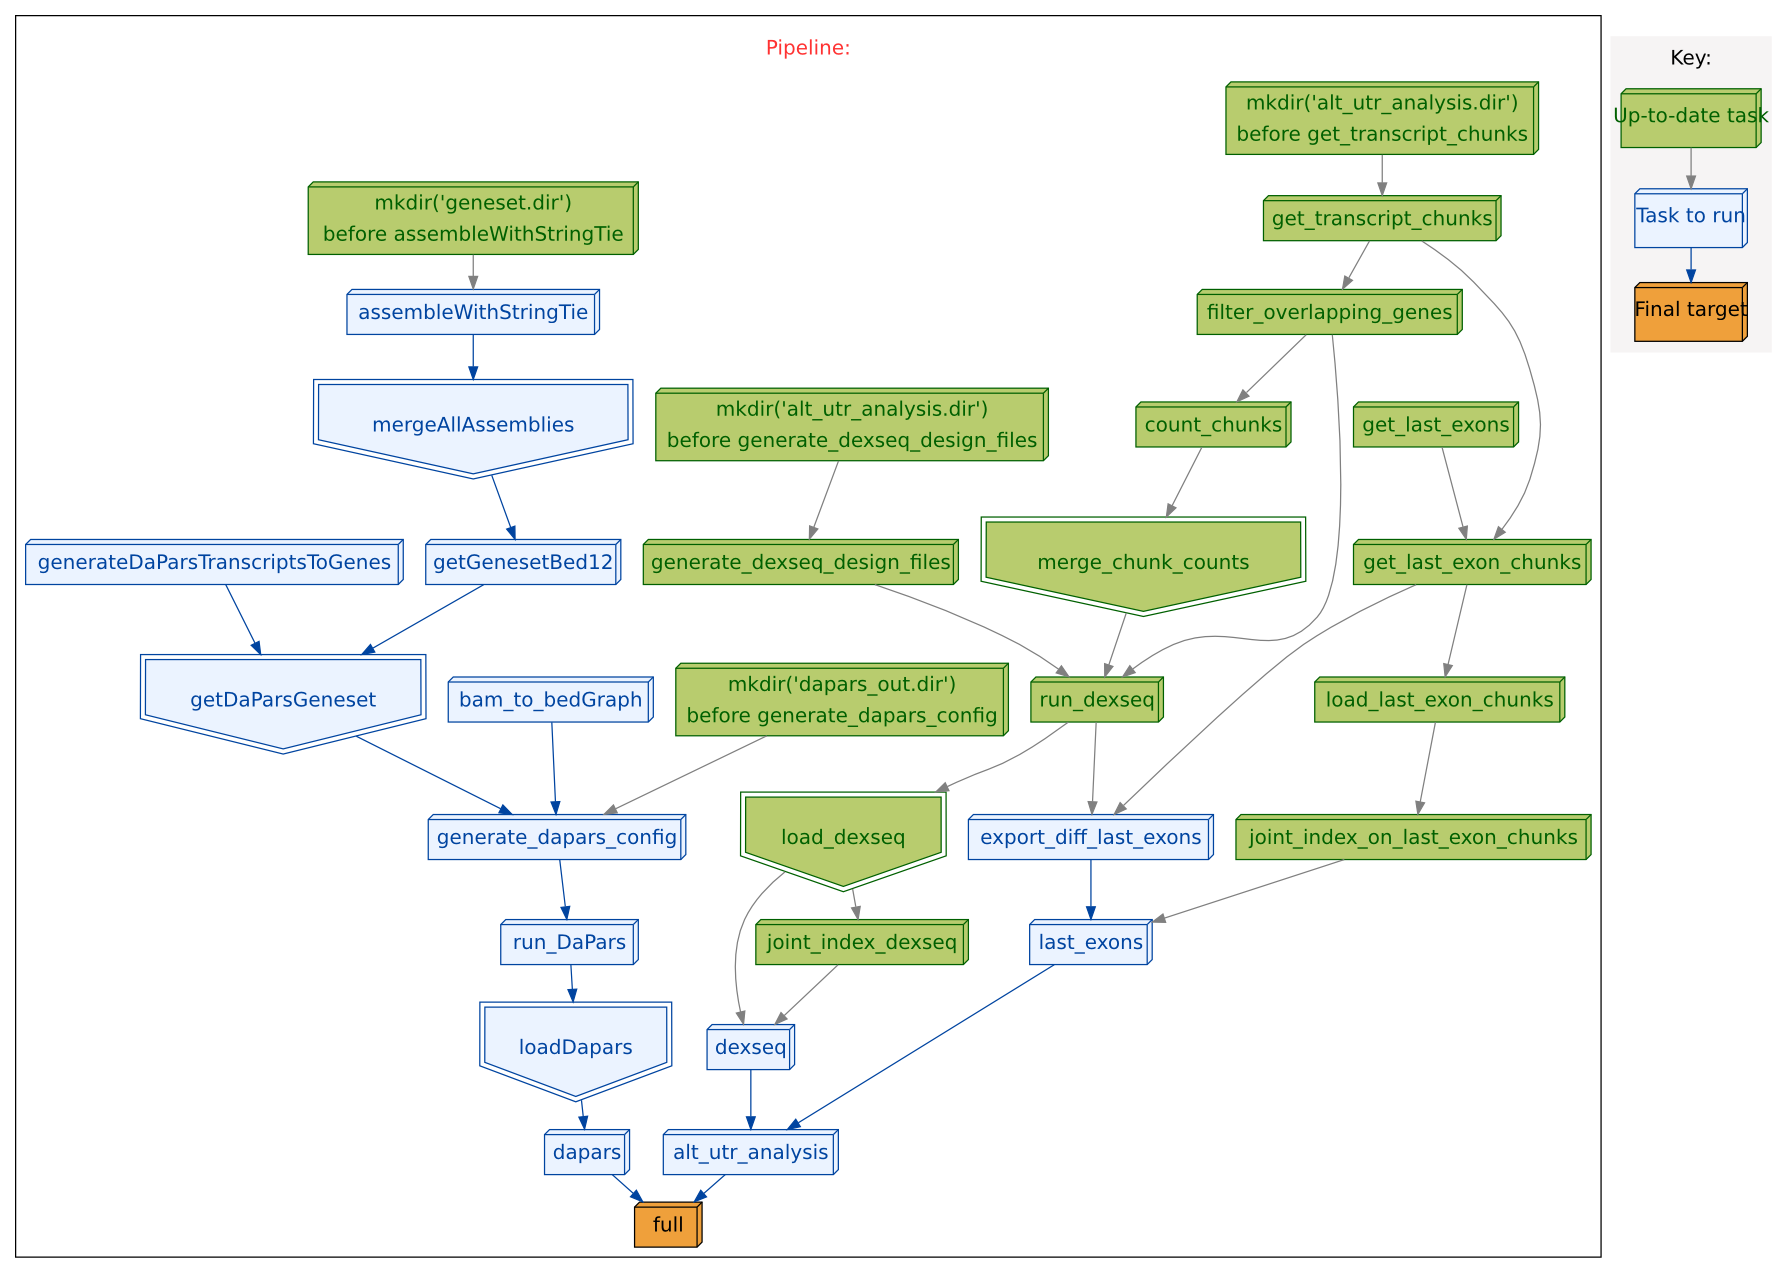 Pipeline:
Key:
mkdir('alt_utr_analysis.dir')
before get_transcript_chunks
Up-to-date task
mkdir('geneset.dir')
before assembleWithStringTie
get_transcript_chunks
Task to run
assembleWithStringTie
filter_overlapping_genes
Final target
mergeAllAssemblies
mkdir('alt_utr_analysis.dir')
before generate_dexseq_design_files
count_chunks
get_last_exons
generateDaParsTranscriptsToGenes
getGenesetBed12
generate_dexseq_design_files
merge_chunk_counts
get_last_exon_chunks
getDaParsGeneset
bam_to_bedGraph
mkdir('dapars_out.dir')
before generate_dapars_config
run_dexseq
load_last_exon_chunks
generate_dapars_config
load_dexseq
export_diff_last_exons
joint_index_on_last_exon_chunks
run_DaPars
joint_index_dexseq
last_exons
loadDapars
dexseq
dapars
alt_utr_analysis
full